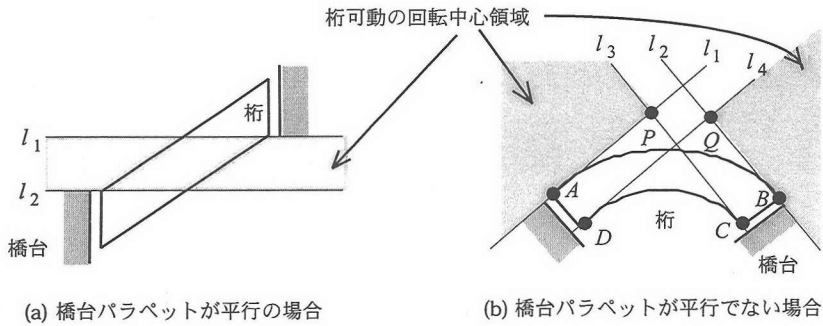 桁可動の回転中心領域
桁
l1
l2
橋台
(a) 橋台パラペットが平行の場合
l3
l2
l1
l4
P
Q
A
B
D
桁
C
橋台
(b) 橋台パラペットが平行でない場合